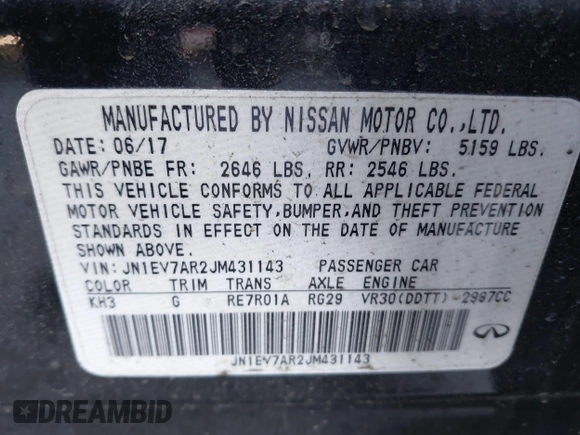 MANUFACTURED BY NISSAN MOTOR CO.,LTD.
DATE: 06/17 GVWR/PNBV: 5159 LBS.
GAWR/PNBE FR: 2646 LBS. RR: 2546 LBS.
THIS VEHICLE CONFORMS TO ALL APPLICABLE FEDERAL
MOTOR VEHICLE SAFETY,BUMPER,AND THEFT PREVENTION
STANDARDS IN EFFECT ON THE DATE OF MANUFACTURE
SHOWN ABOVE.
VIN: JN1EV7AR2JM431143 PASSENGER CAR
COLOR TRIM TRANS AXLE ENGINE
KH3 G RE7R01A RG29 VR30(DDTT)-2997CC
JN1EV7AR2JM431143
DREAMBID